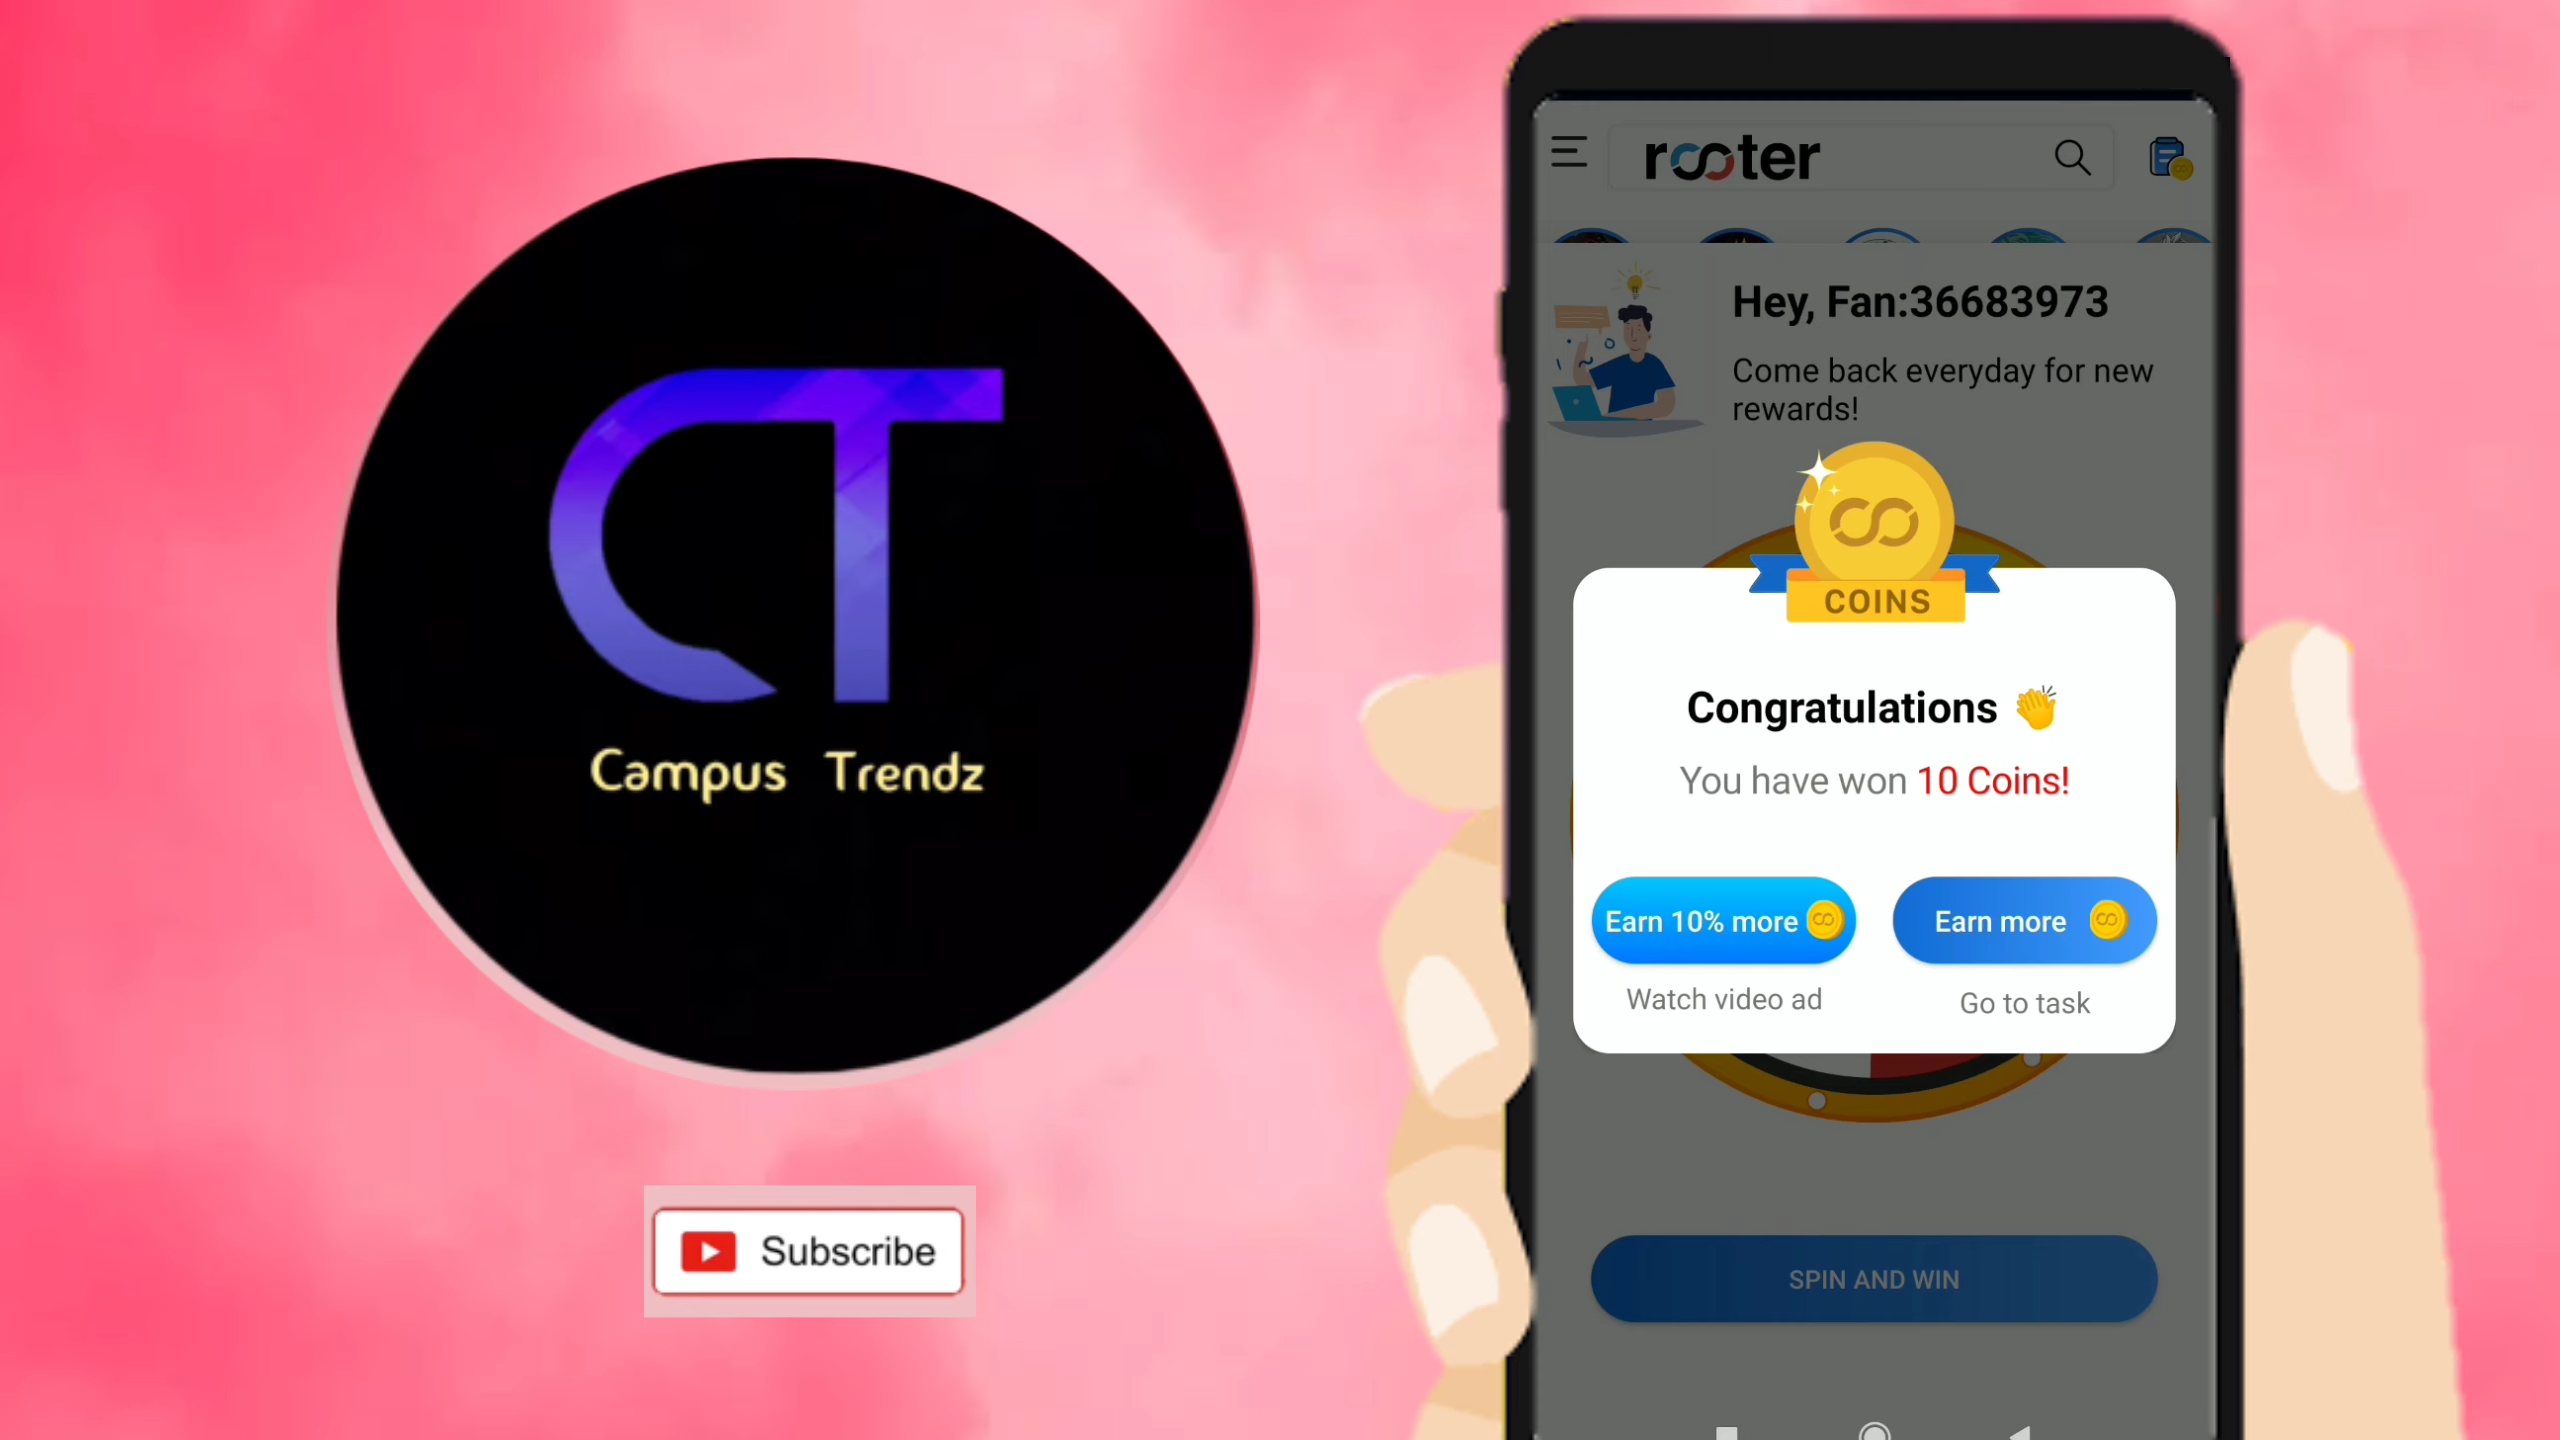 CT
Campus Trendz
Subscribe
rooter
Hey, Fan:36683973
Come back everyday for new
rewards!
COINS
Congratulations 👏
You have won 10 Coins!
Earn 10% more
Earn more
Watch video ad
Go to task
SPIN AND WIN